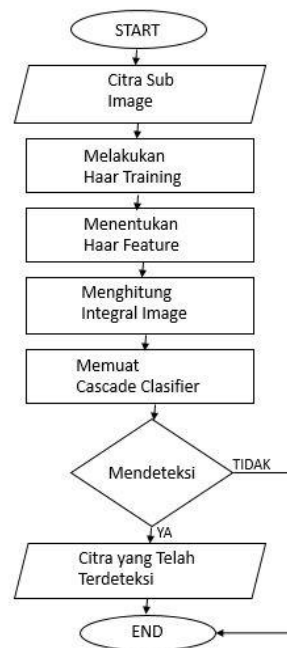 START
Citra Sub
Image
Melakukan
Haar Training
Menentukan
Haar Feature
Menghitung
Integral Image
Memuat
Cascade Clasifier
Mendeteksi
TIDAK
YA
Citra yang Telah
Terdeteksi
END